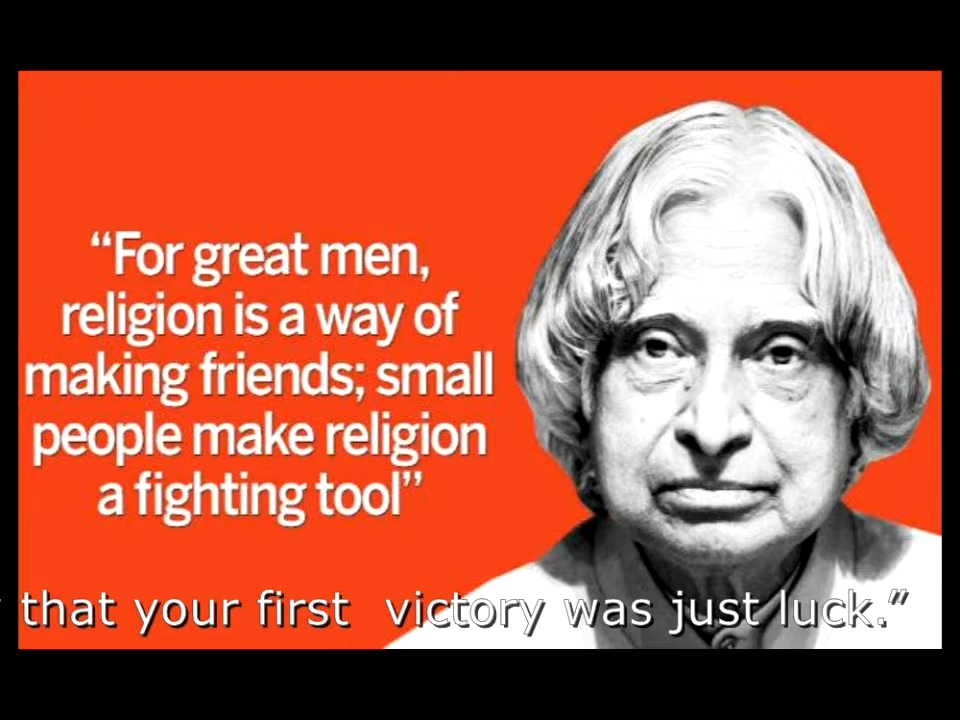 “For great men,
religion is a way of
making friends; small
people make religion
a fighting tool”
that your first  victory was just luck.”